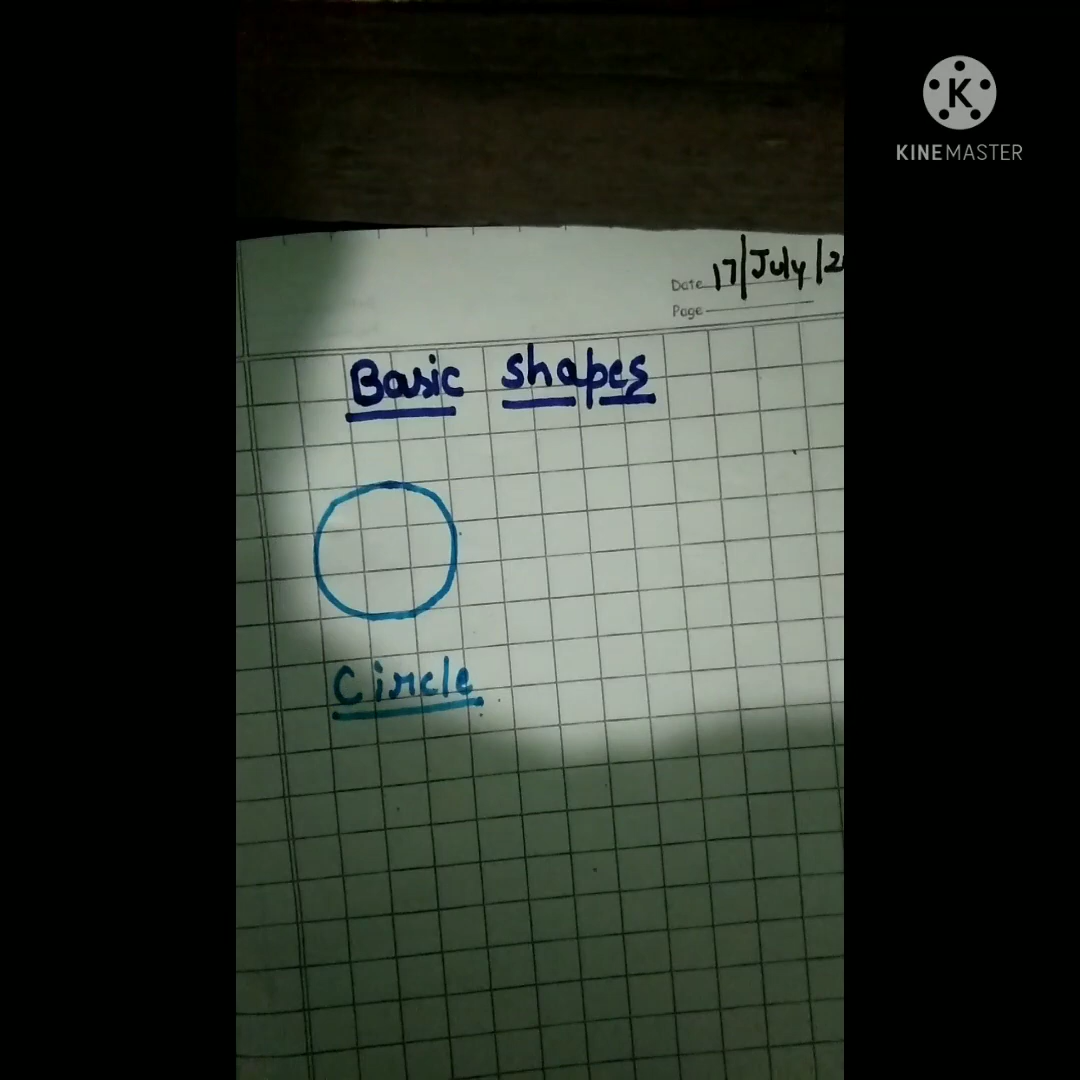 K
KINEMASTER
Date 17/July/2
Page
Basic shapes
Circle